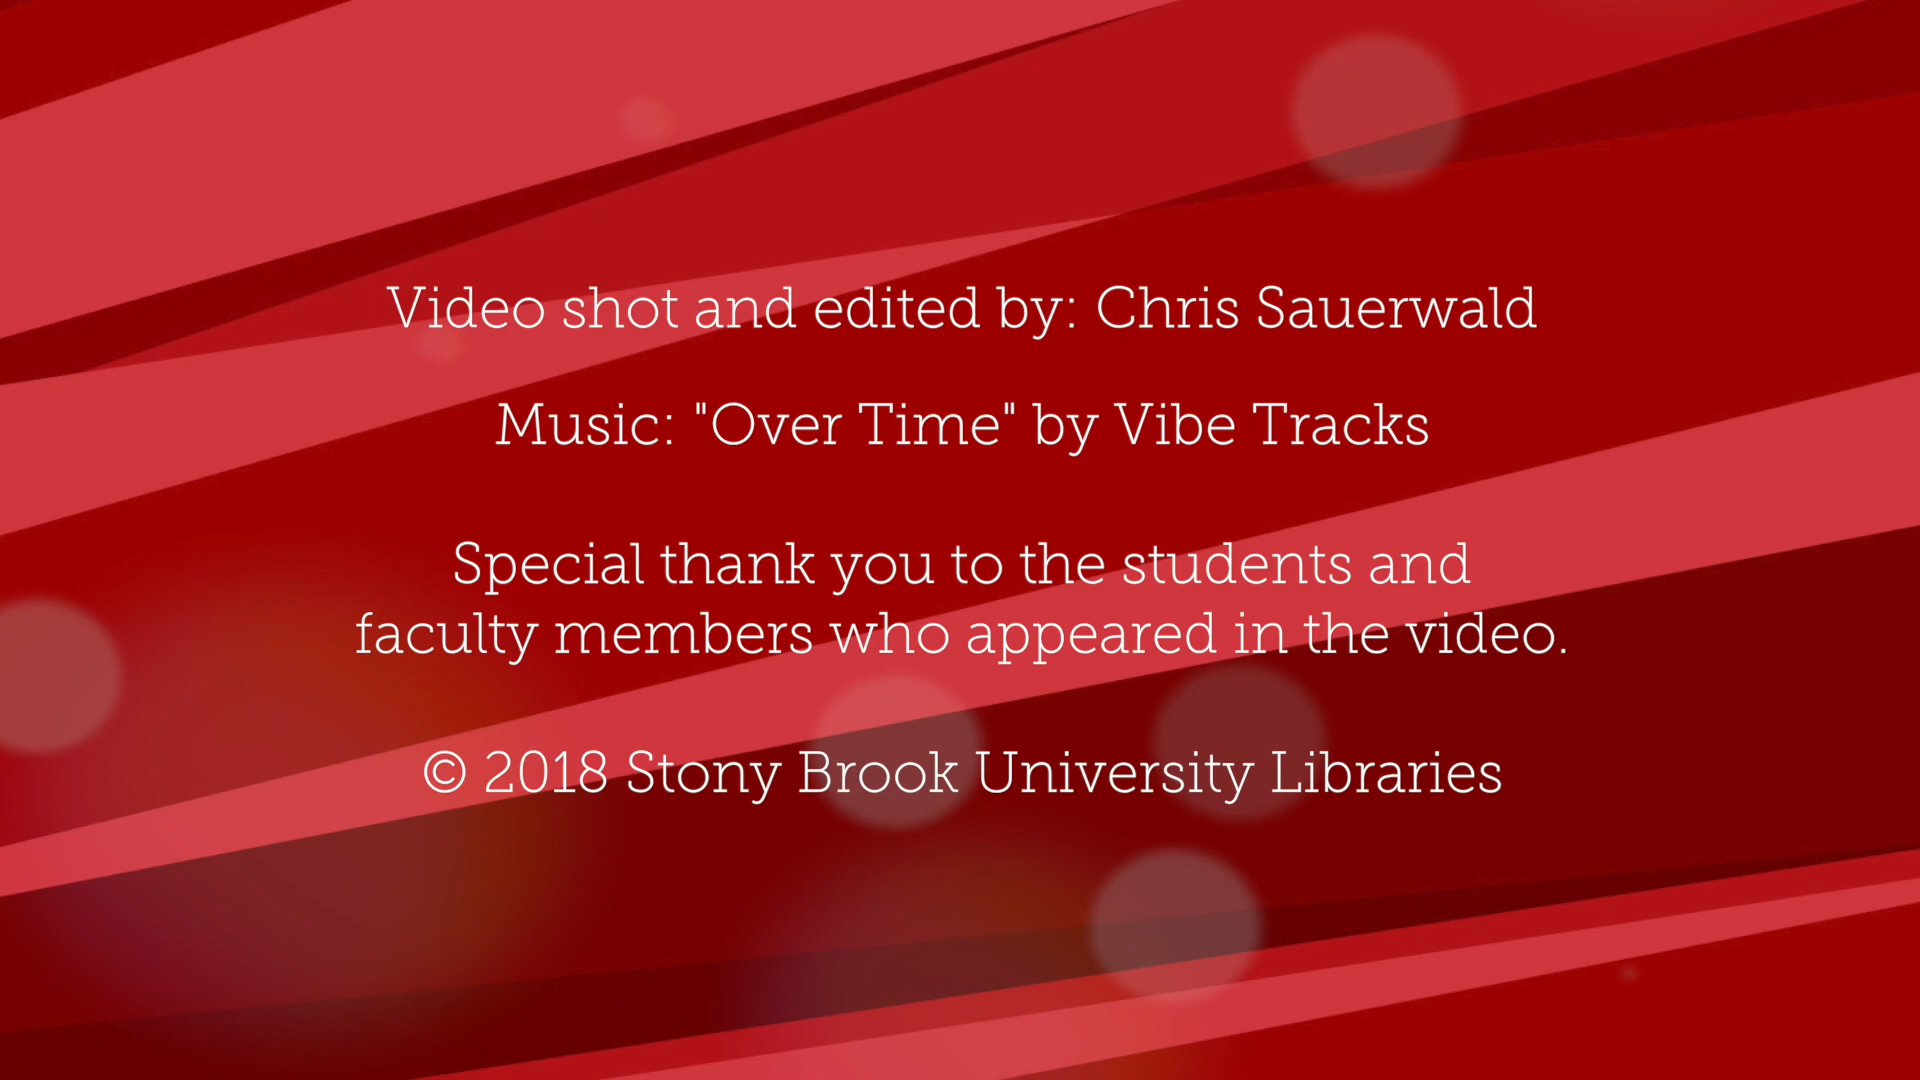 Video shot and edited by: Chris Sauerwald
Music: "Over Time" by Vibe Tracks
Special thank you to the students and
faculty members who appeared in the video.
© 2018 Stony Brook University Libraries